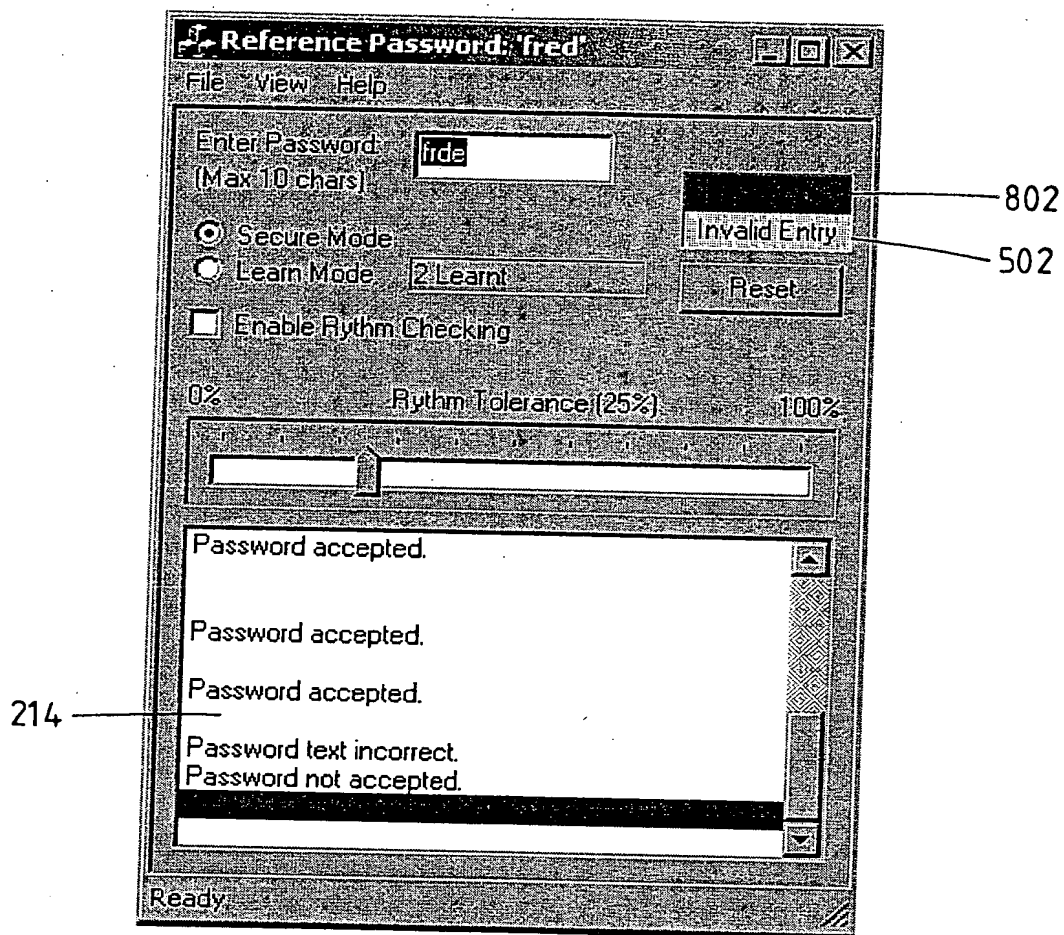 Reference Password: 'fred'
File View Help
Enter Password
(Max 10 chars)
frde
802
Invalid Entry
502
Secure Mode
Learn Mode
2 Learnt
Reset
Enable Rythm Checking
0%
Rythm Tolerance (25%)
100%
Password accepted.
Password accepted.
Password accepted.
214
Password text incorrect.
Password not accepted.
Ready